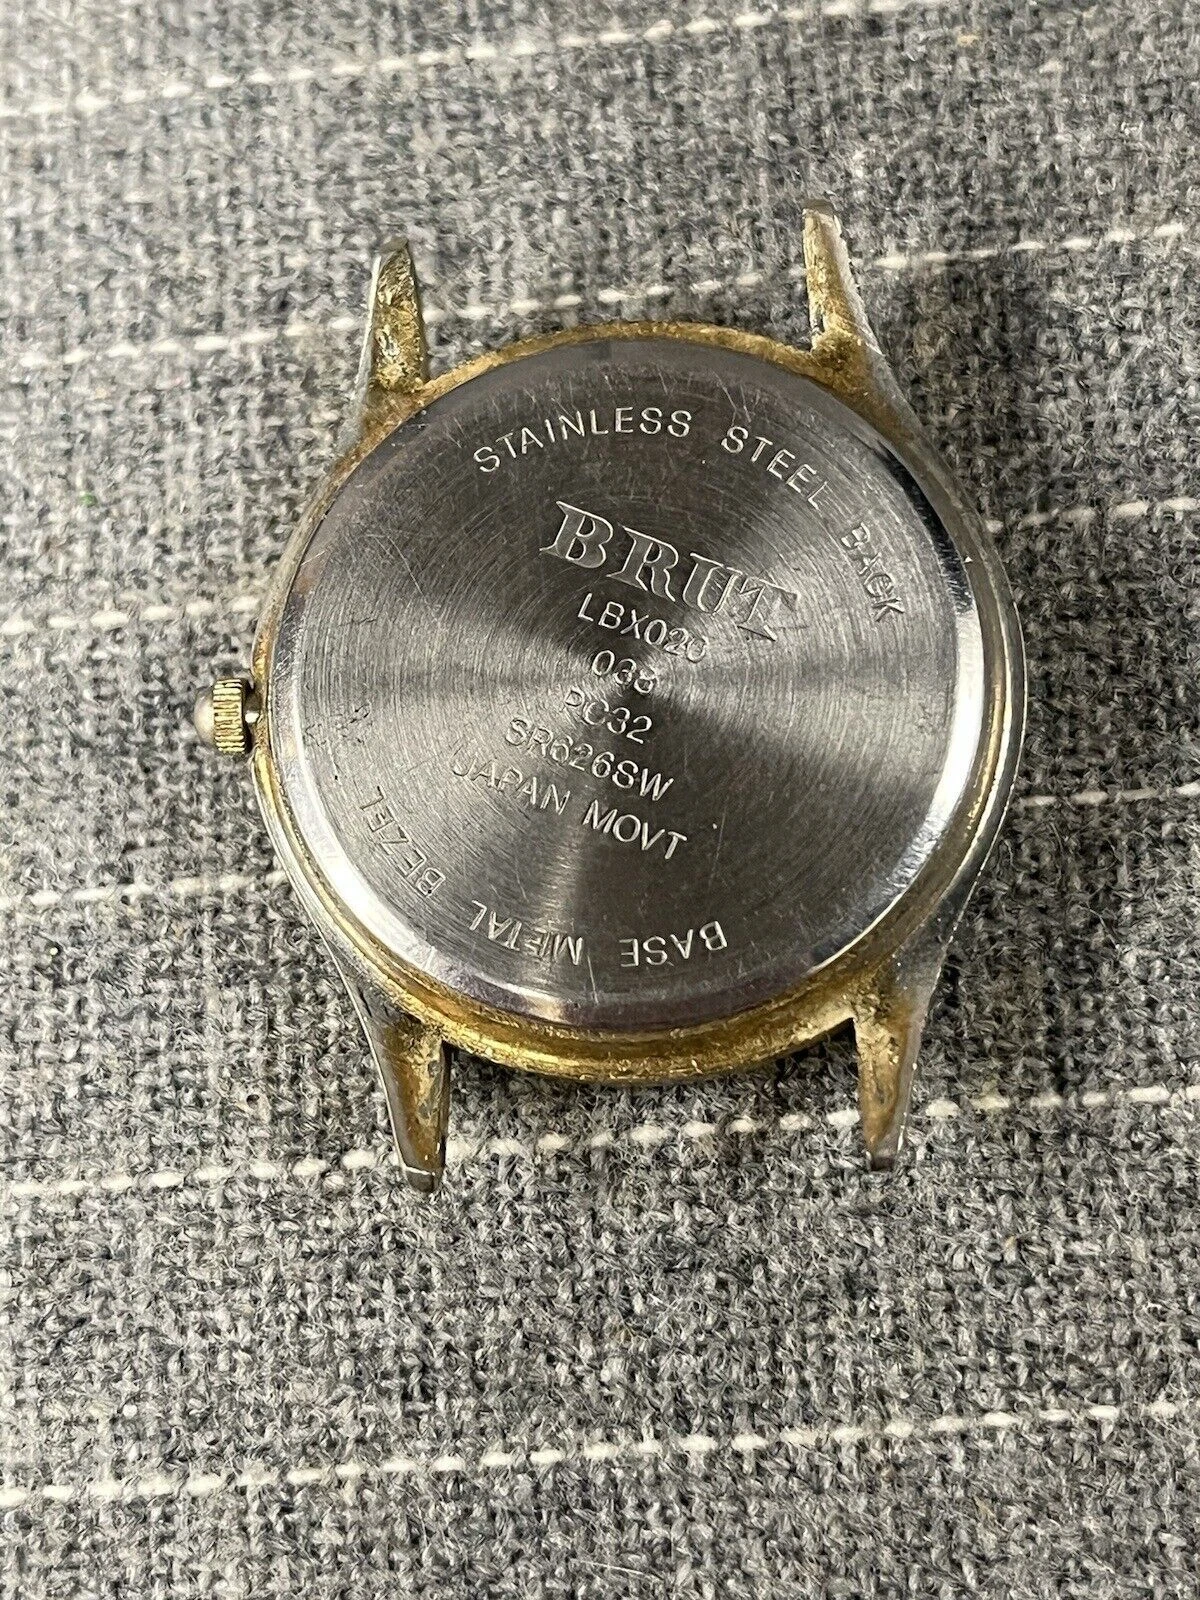 STAINLESS STEEL BACK
BRUT
LBX020
038
PC32
SR626SW
JAPAN MOVT
BASE METAL BEZEL